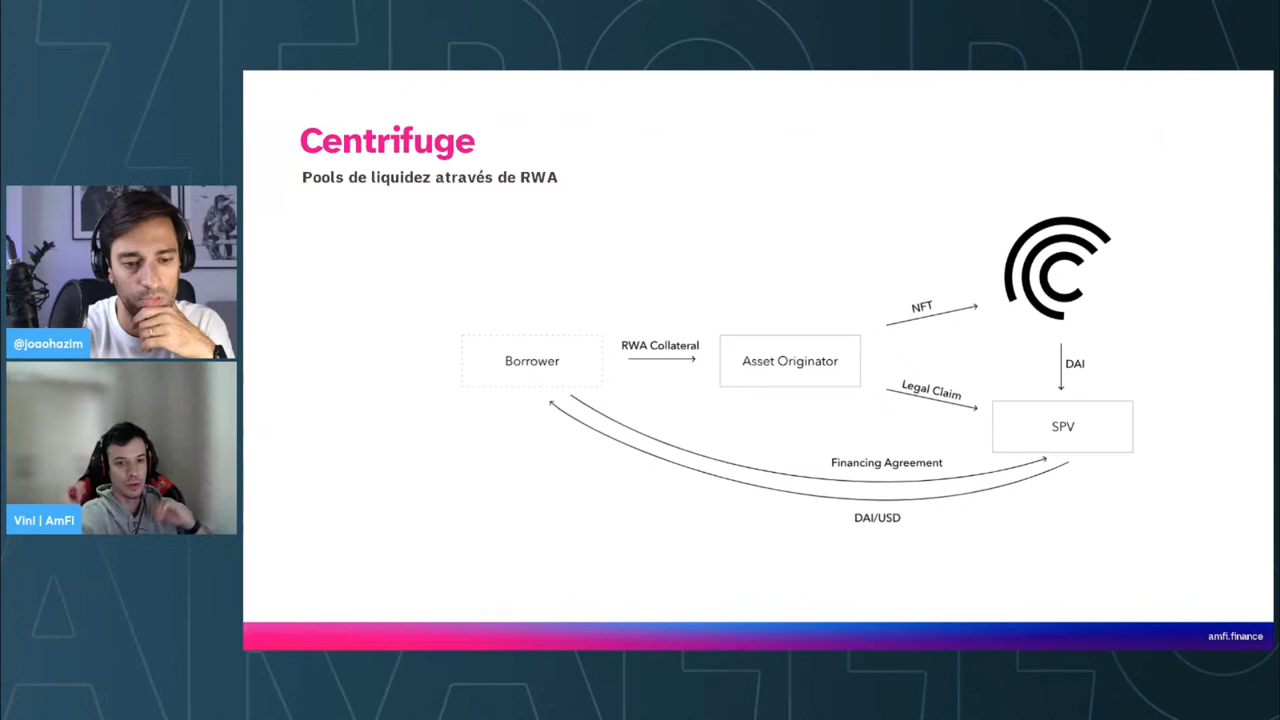 Centrifuge
Pools de liquidez através de RWA
@joaohazim
Vini | AmFi
Borrower
RWA Collateral
Asset Originator
NFT
Legal Claim
DAI
SPV
Financing Agreement
DAI/USD
amfi.finance